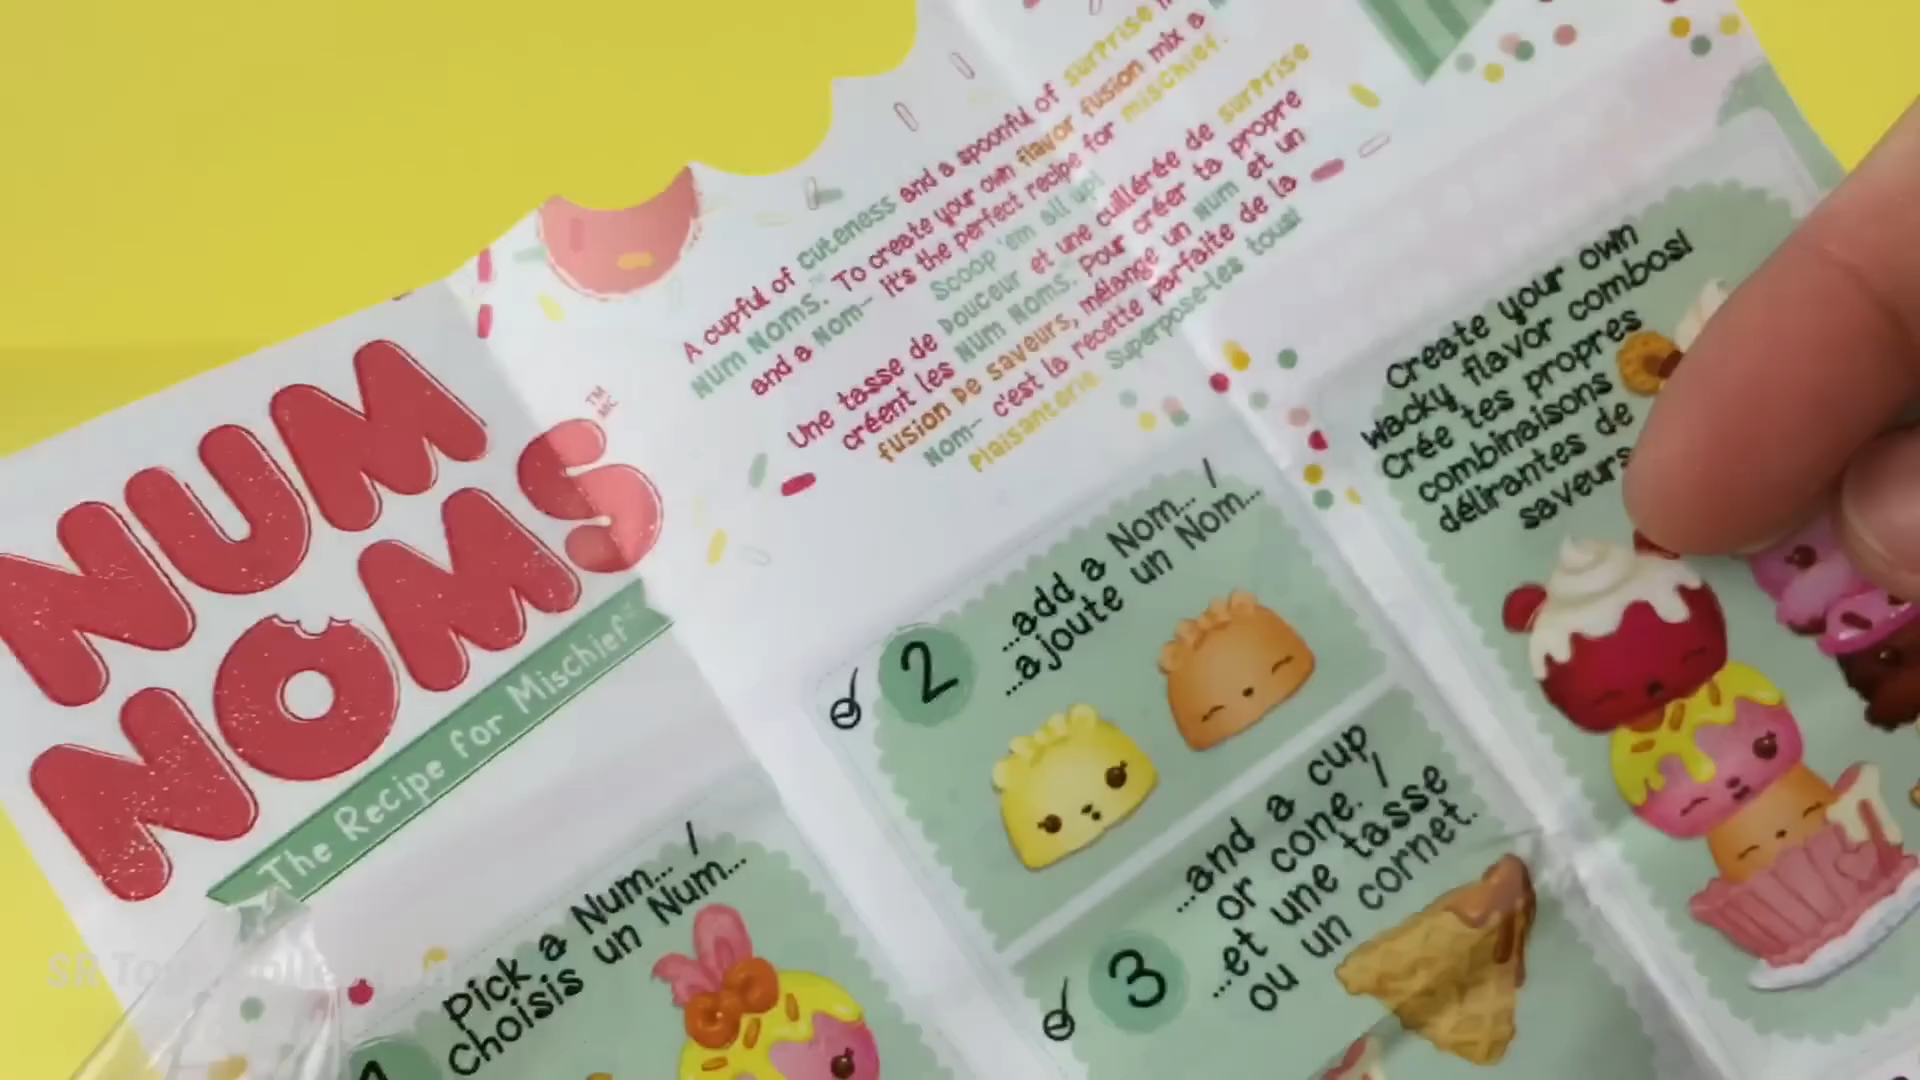 NUM
NOMS
TM
MC
The Recipe for Mischief
A cupful of cuteness and a spoonful of surprise
Num Noms. To create your own flavor fusion mix a
and a Nom- it's the perfect recipe for mischief.
Scoop 'em all up!
Une tasse de douceur et une cuillérée de surprise
créent les Num Noms. Pour créer ta propre
fusion de saveurs, mélange un Num et un
Nom- c'est la recette parfaite de la
plaisanterie. Superpose-les tous!
Pick a Num... /
choisis un Num...
2
...add a Nom... /
...ajoute un Nom...
3
...and a cup
or cone. /
...et une tasse
ou un cornet.
Create your own
wacky flavor combos!
Crée tes propres
combinaisons
délirantes de
saveurs
SR Toys